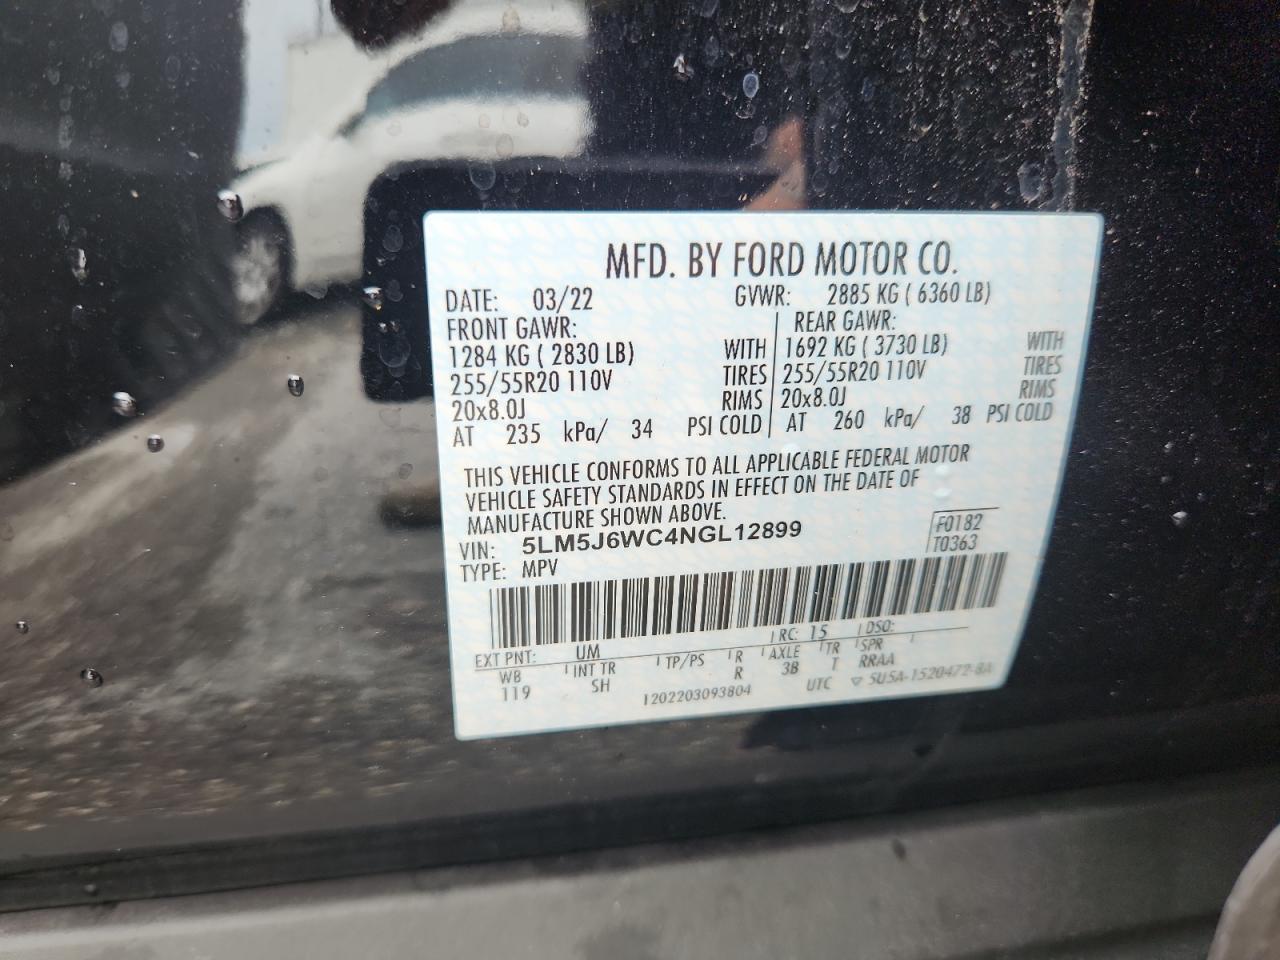 MFD. BY FORD MOTOR CO.
DATE: 03/22 GVWR: 2885 KG ( 6360 LB)
FRONT GAWR: REAR GAWR:
1284 KG ( 2830 LB) WITH 1692 KG ( 3730 LB) WITH
255/55R20 110V TIRES 255/55R20 110V TIRES
20x8.0J RIMS 20x8.0J RIMS
AT 235 kPa/ 34 PSI COLD AT 260 kPa/ 38 PSI COLD
THIS VEHICLE CONFORMS TO ALL APPLICABLE FEDERAL MOTOR
VEHICLE SAFETY STANDARDS IN EFFECT ON THE DATE OF
MANUFACTURE SHOWN ABOVE.
VIN: 5LM5J6WC4NGL12899 F0182
TYPE: MPV T0363
EXT PNT: UM RC: 15 DSO:
WB INT TR TP/PS R AXLE TR SPR
119 SH R 3B T RRAA
1202203093804 UTC ▽ 5U5A-1520472-BA